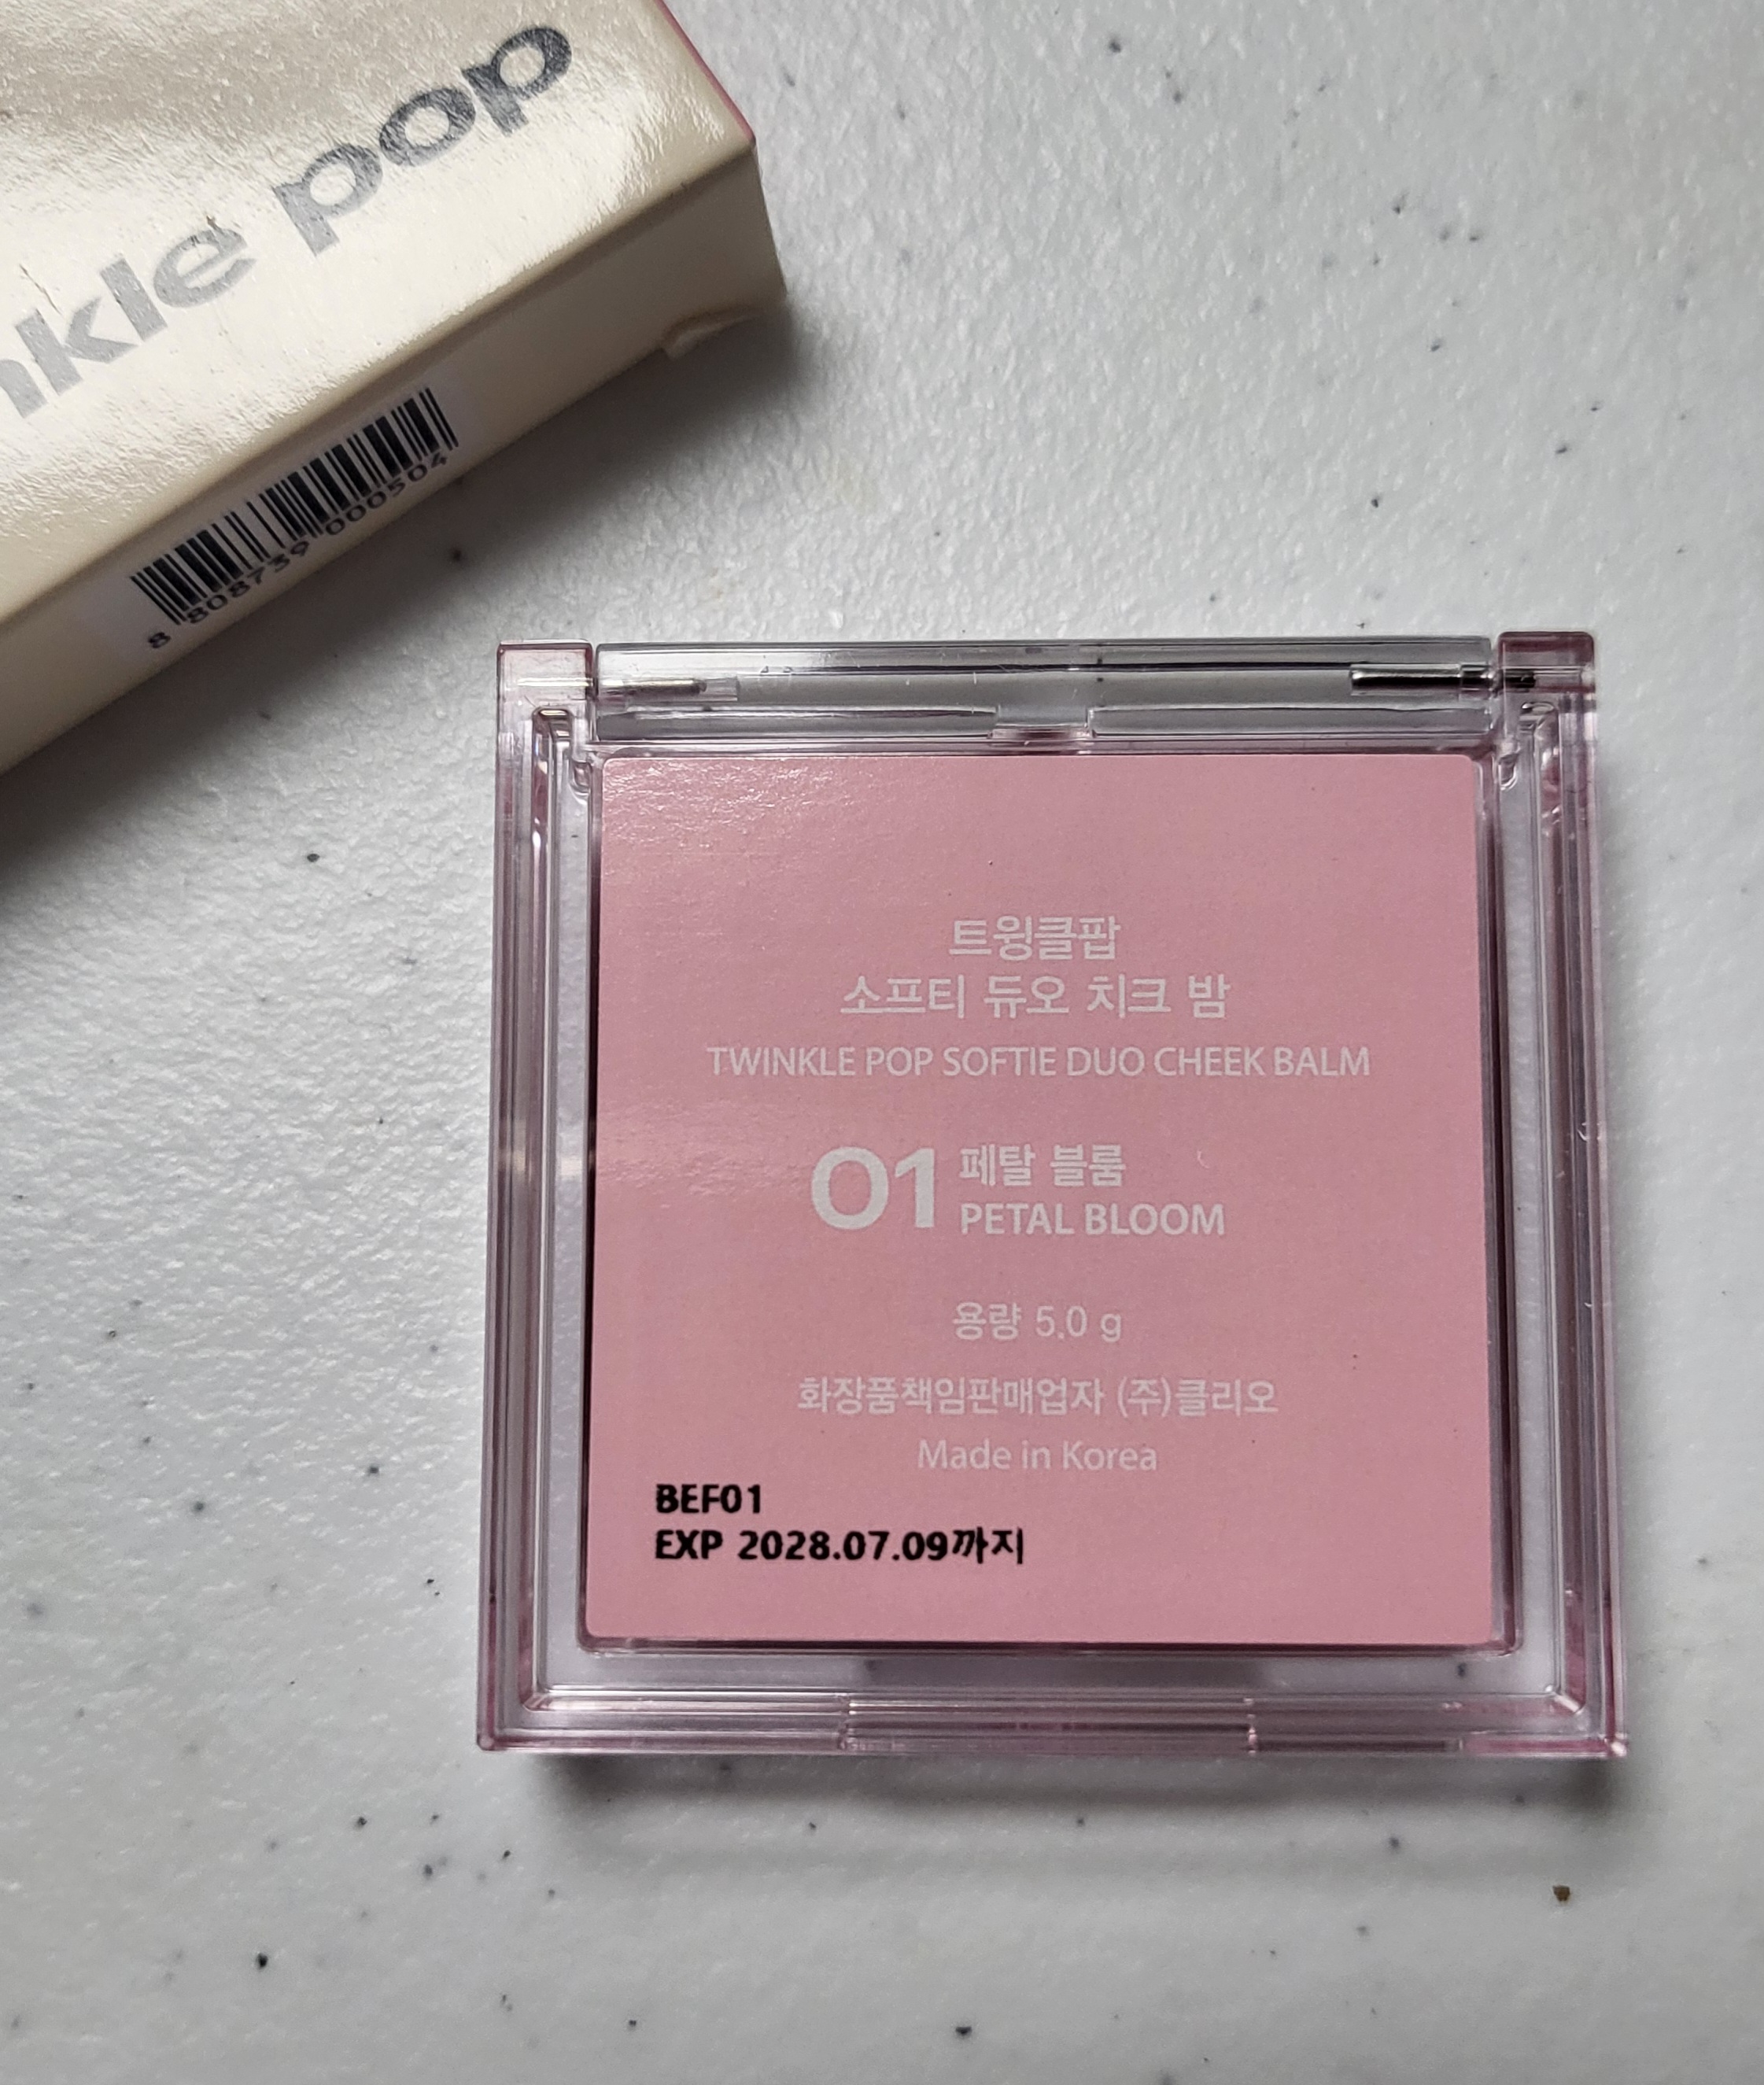 nkle pop
8 808739 000504
트윙클팝
소프티 듀오 치크 밤
TWINKLE POP SOFTIE DUO CHEEK BALM
01 페탈 블룸
PETAL BLOOM
용량 5.0 g
화장품책임판매업자 (주)클리오
Made in Korea
BEF01
EXP 2028.07.09까지